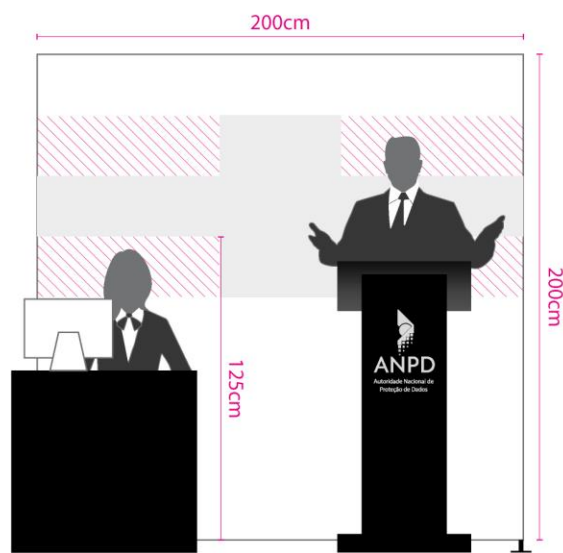 200cm
200cm
125cm
ANPD
Autoridade Nacional de
Proteção de Dados